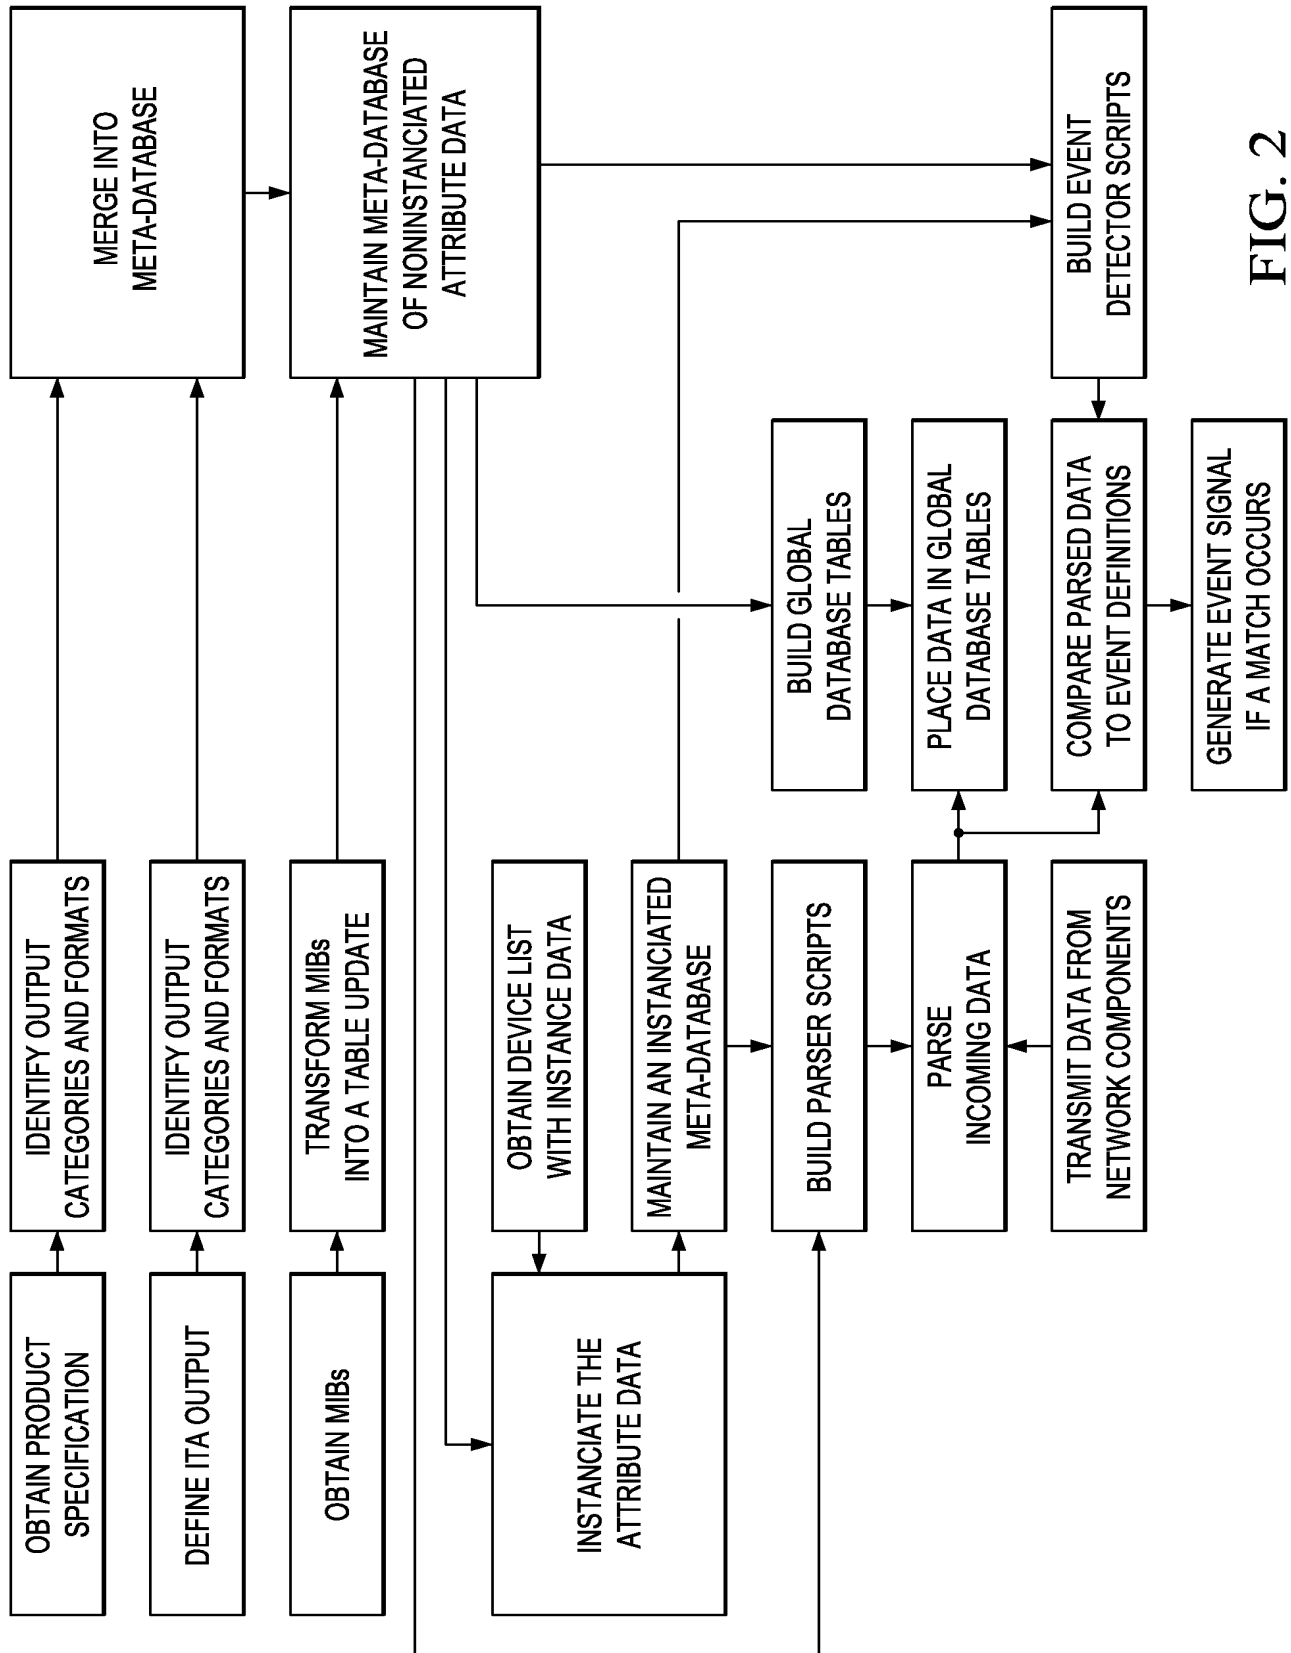 OBTAIN PRODUCT
SPECIFICATION
IDENTIFY OUTPUT
CATEGORIES AND FORMATS
MERGE INTO
META-DATABASE
DEFINE ITA OUTPUT
IDENTIFY OUTPUT
CATEGORIES AND FORMATS
OBTAIN MIBs
TRANSFORM MIBs
INTO A TABLE UPDATE
MAINTAIN META-DATABASE
OF NONINSTANCIATED
ATTRIBUTE DATA
INSTANCIATE THE
ATTRIBUTE DATA
OBTAIN DEVICE LIST
WITH INSTANCE DATA
MAINTAIN AN INSTANCIATED
META-DATABASE
BUILD PARSER SCRIPTS
BUILD GLOBAL
DATABASE TABLES
PARSE
INCOMING DATA
PLACE DATA IN GLOBAL
DATABASE TABLES
TRANSMIT DATA FROM
NETWORK COMPONENTS
COMPARE PARSED DATA
TO EVENT DEFINITIONS
BUILD EVENT
DETECTOR SCRIPTS
GENERATE EVENT SIGNAL
IF A MATCH OCCURS
FIG. 2